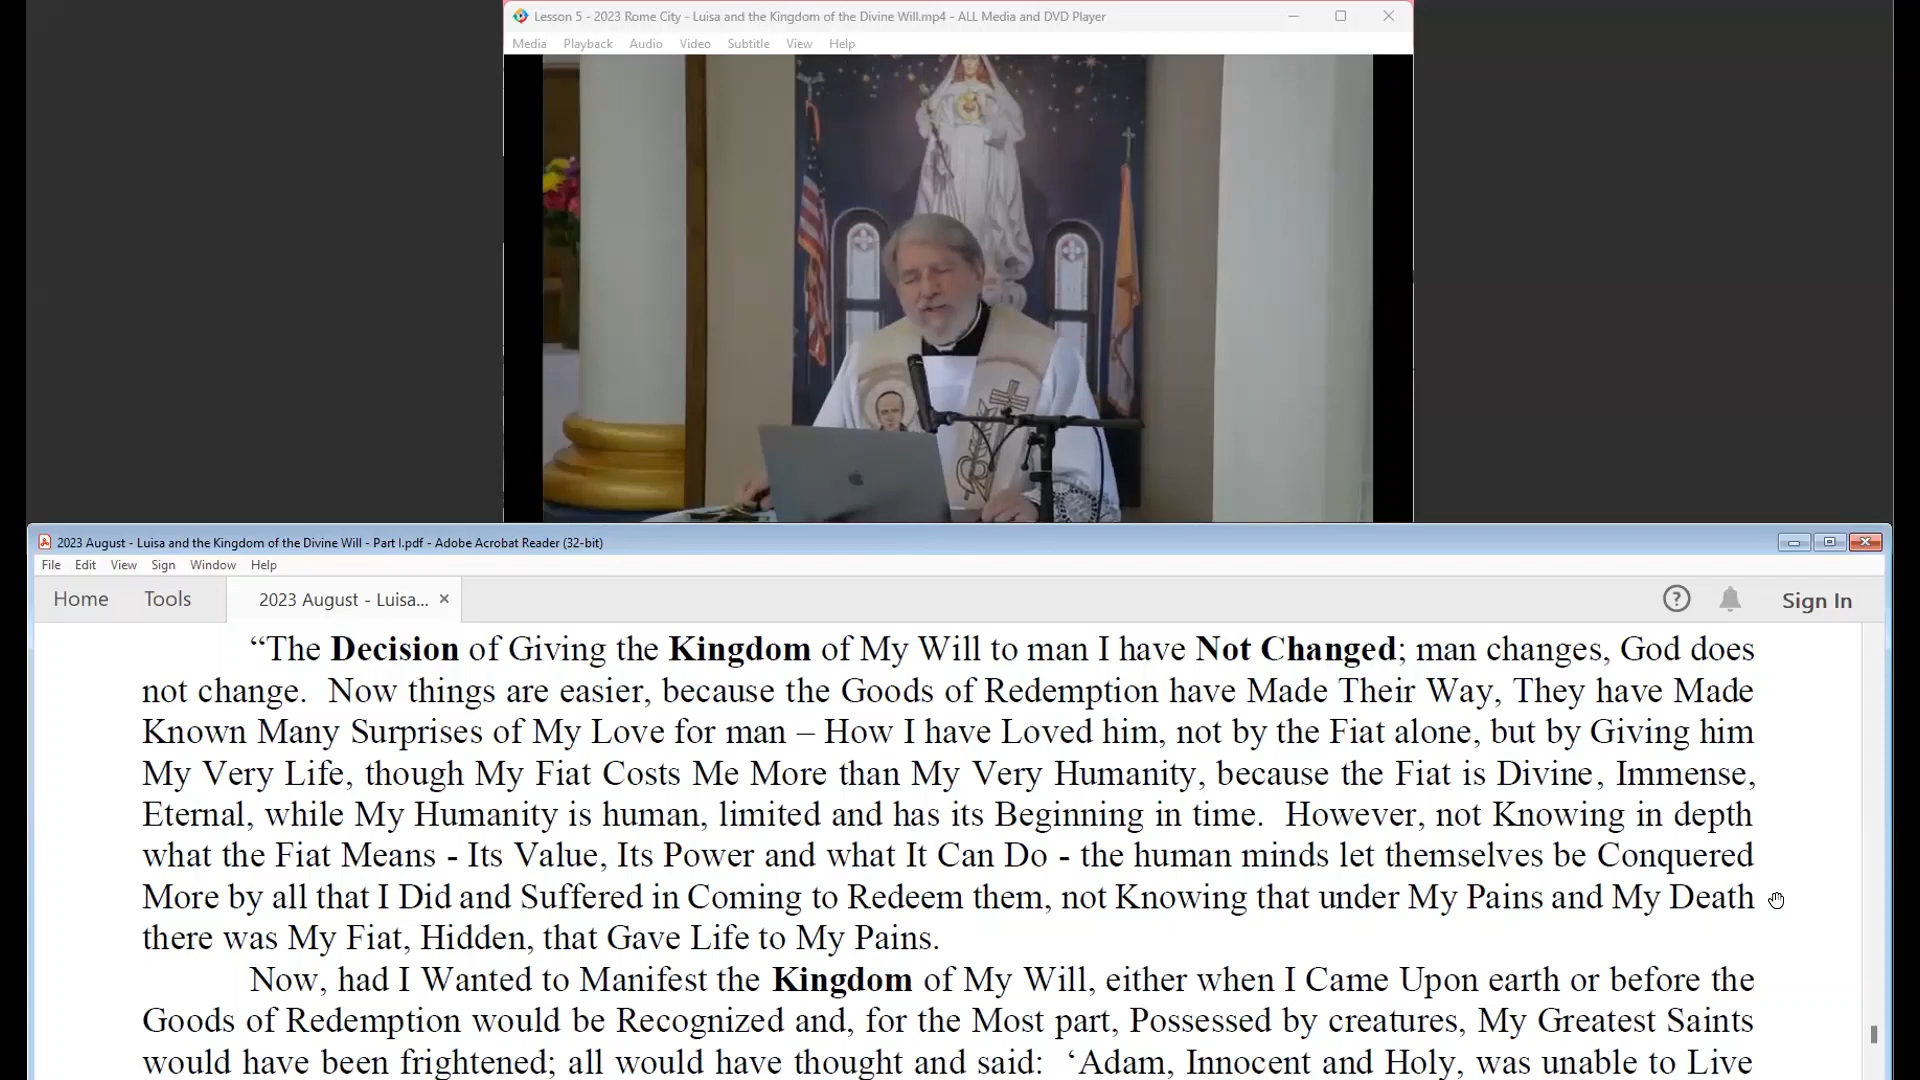 Lesson 5 - 2023 Rome City - Luisa and the Kingdom of the Divine Will.mp4 - ALL Media and DVD Player
Media Playback Audio Video Subtitle View Help
2023 August - Luisa and the Kingdom of the Divine Will - Part I.pdf - Adobe Acrobat Reader (32-bit)
File Edit View Sign Window Help
Home Tools 2023 August - Luisa... × Sign In
“The Decision of Giving the Kingdom of My Will to man I have Not Changed; man changes, God does
not change. Now things are easier, because the Goods of Redemption have Made Their Way, They have Made
Known Many Surprises of My Love for man – How I have Loved him, not by the Fiat alone, but by Giving him
My Very Life, though My Fiat Costs Me More than My Very Humanity, because the Fiat is Divine, Immense,
Eternal, while My Humanity is human, limited and has its Beginning in time. However, not Knowing in depth
what the Fiat Means - Its Value, Its Power and what It Can Do - the human minds let themselves be Conquered
More by all that I Did and Suffered in Coming to Redeem them, not Knowing that under My Pains and My Death
there was My Fiat, Hidden, that Gave Life to My Pains.
Now, had I Wanted to Manifest the Kingdom of My Will, either when I Came Upon earth or before the
Goods of Redemption would be Recognized and, for the Most part, Possessed by creatures, My Greatest Saints
would have been frightened; all would have thought and said: ‘Adam, Innocent and Holy, was unable to Live